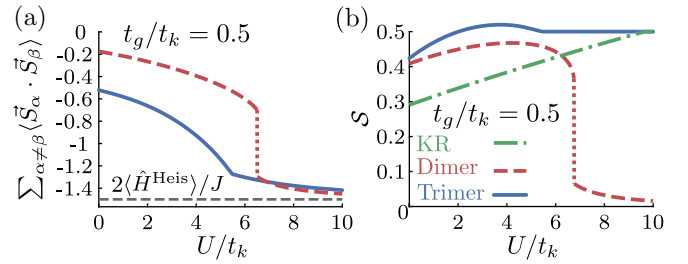 (a)
t_g/t_k = 0.5
∑_{α≠β}⟨S⃗_α · S⃗_β⟩
0
-0.2
-0.4
-0.6
-0.8
-1
-1.2
-1.4
2⟨Ĥ^Heis⟩/J
0 2 4 6 8 10
U/t_k
(b)
S
0.5
0.4
0.3
0.2
0.1
0
t_g/t_k = 0.5
KR
Dimer
Trimer
0 2 4 6 8 10
U/t_k